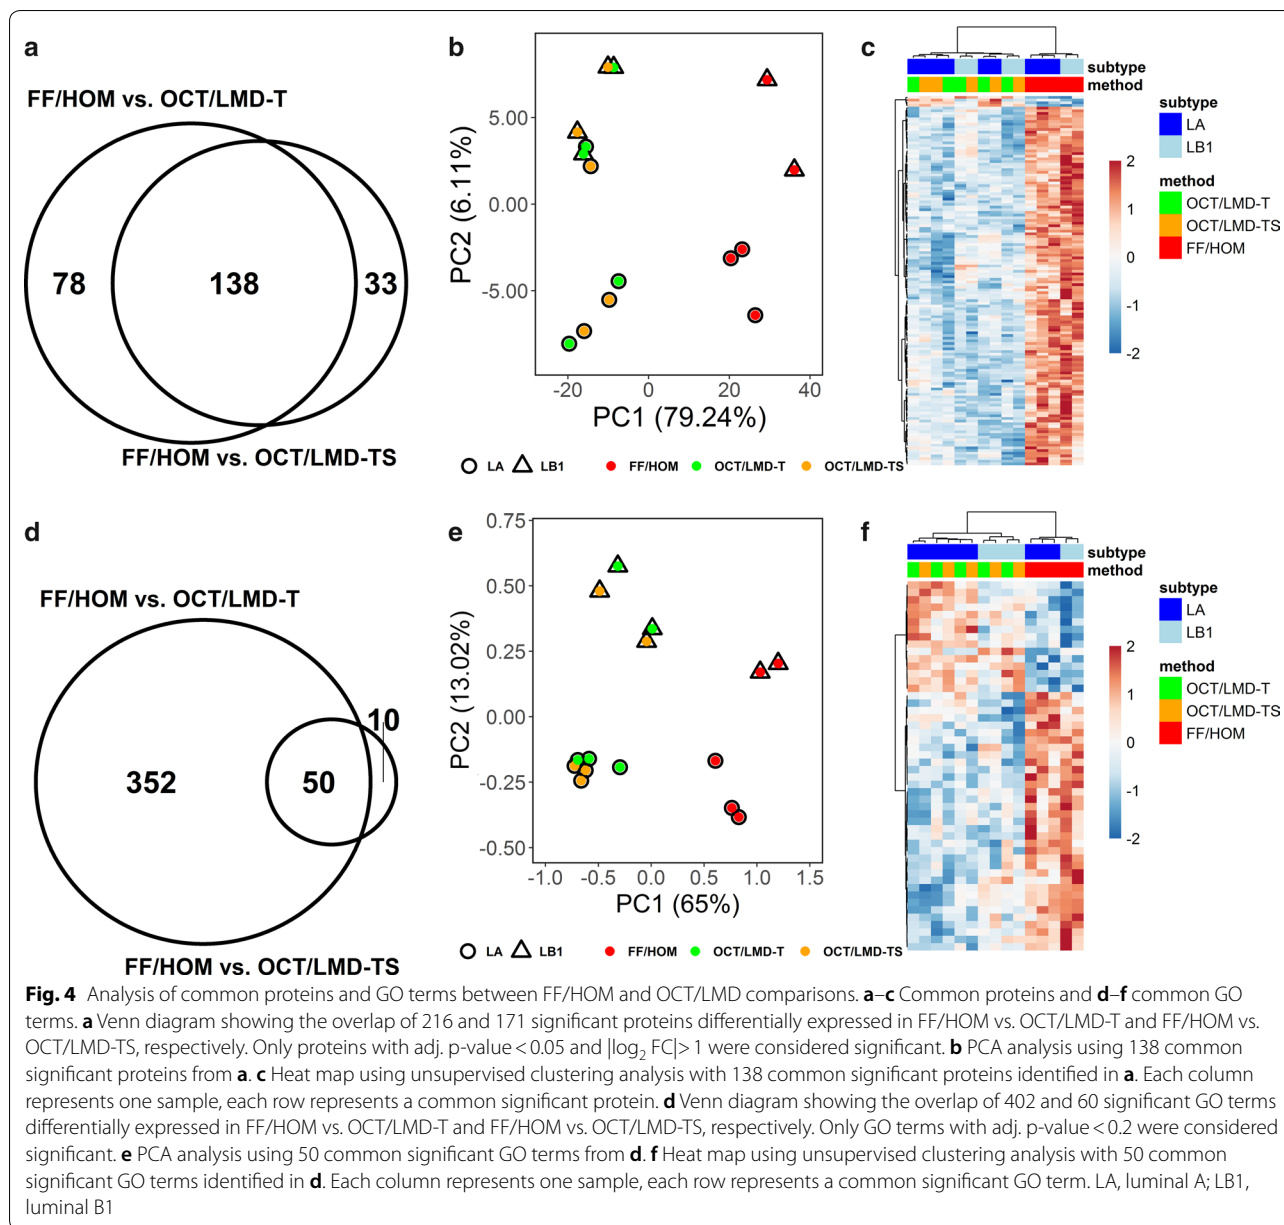 a
FF/HOM vs. OCT/LMD-T
78
138
33
FF/HOM vs. OCT/LMD-TS
b
PC2 (6.11%)
5.00
0.00
-5.00
-20
0
20
40
PC1 (79.24%)
LA LB1 FF/HOM OCT/LMD-T OCT/LMD-TS
c
subtype
method
2
1
0
-1
-2
subtype
LA
LB1
method
OCT/LMD-T
OCT/LMD-TS
FF/HOM
d
FF/HOM vs. OCT/LMD-T
10
352
50
FF/HOM vs. OCT/LMD-TS
e
PC2 (13.02%)
0.75
0.50
0.25
0.00
-0.25
-0.50
-1.0
-0.5
0.0
0.5
1.0
1.5
PC1 (65%)
LA LB1 FF/HOM OCT/LMD-T OCT/LMD-TS
f
subtype
method
2
1
0
-1
-2
subtype
LA
LB1
method
OCT/LMD-T
OCT/LMD-TS
FF/HOM
Fig. 4 Analysis of common proteins and GO terms between FF/HOM and OCT/LMD comparisons. a–c Common proteins and d–f common GO
terms. a Venn diagram showing the overlap of 216 and 171 significant proteins differentially expressed in FF/HOM vs. OCT/LMD-T and FF/HOM vs.
OCT/LMD-TS, respectively. Only proteins with adj. p-value < 0.05 and |log₂ FC| > 1 were considered significant. b PCA analysis using 138 common
significant proteins from a. c Heat map using unsupervised clustering analysis with 138 common significant proteins identified in a. Each column
represents one sample, each row represents a common significant protein. d Venn diagram showing the overlap of 402 and 60 significant GO terms
differentially expressed in FF/HOM vs. OCT/LMD-T and FF/HOM vs. OCT/LMD-TS, respectively. Only GO terms with adj. p-value < 0.2 were considered
significant. e PCA analysis using 50 common significant GO terms from d. f Heat map using unsupervised clustering analysis with 50 common
significant GO terms identified in d. Each column represents one sample, each row represents a common significant GO term. LA, luminal A; LB1,
luminal B1